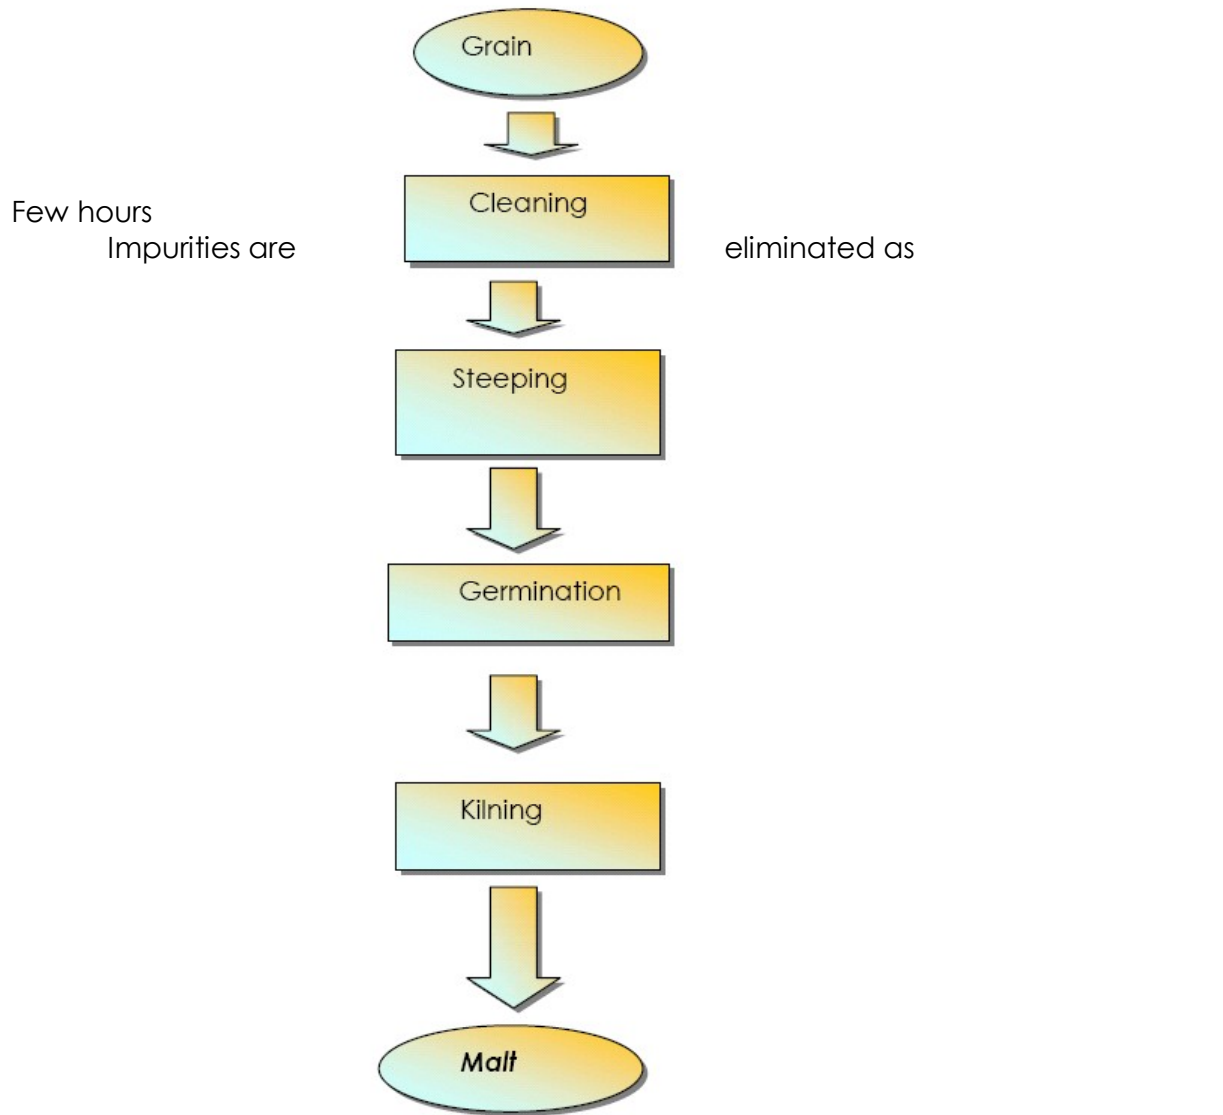 Grain
Cleaning
Few hours
Impurities are eliminated as
Steeping
Germination
Kilning
Malt